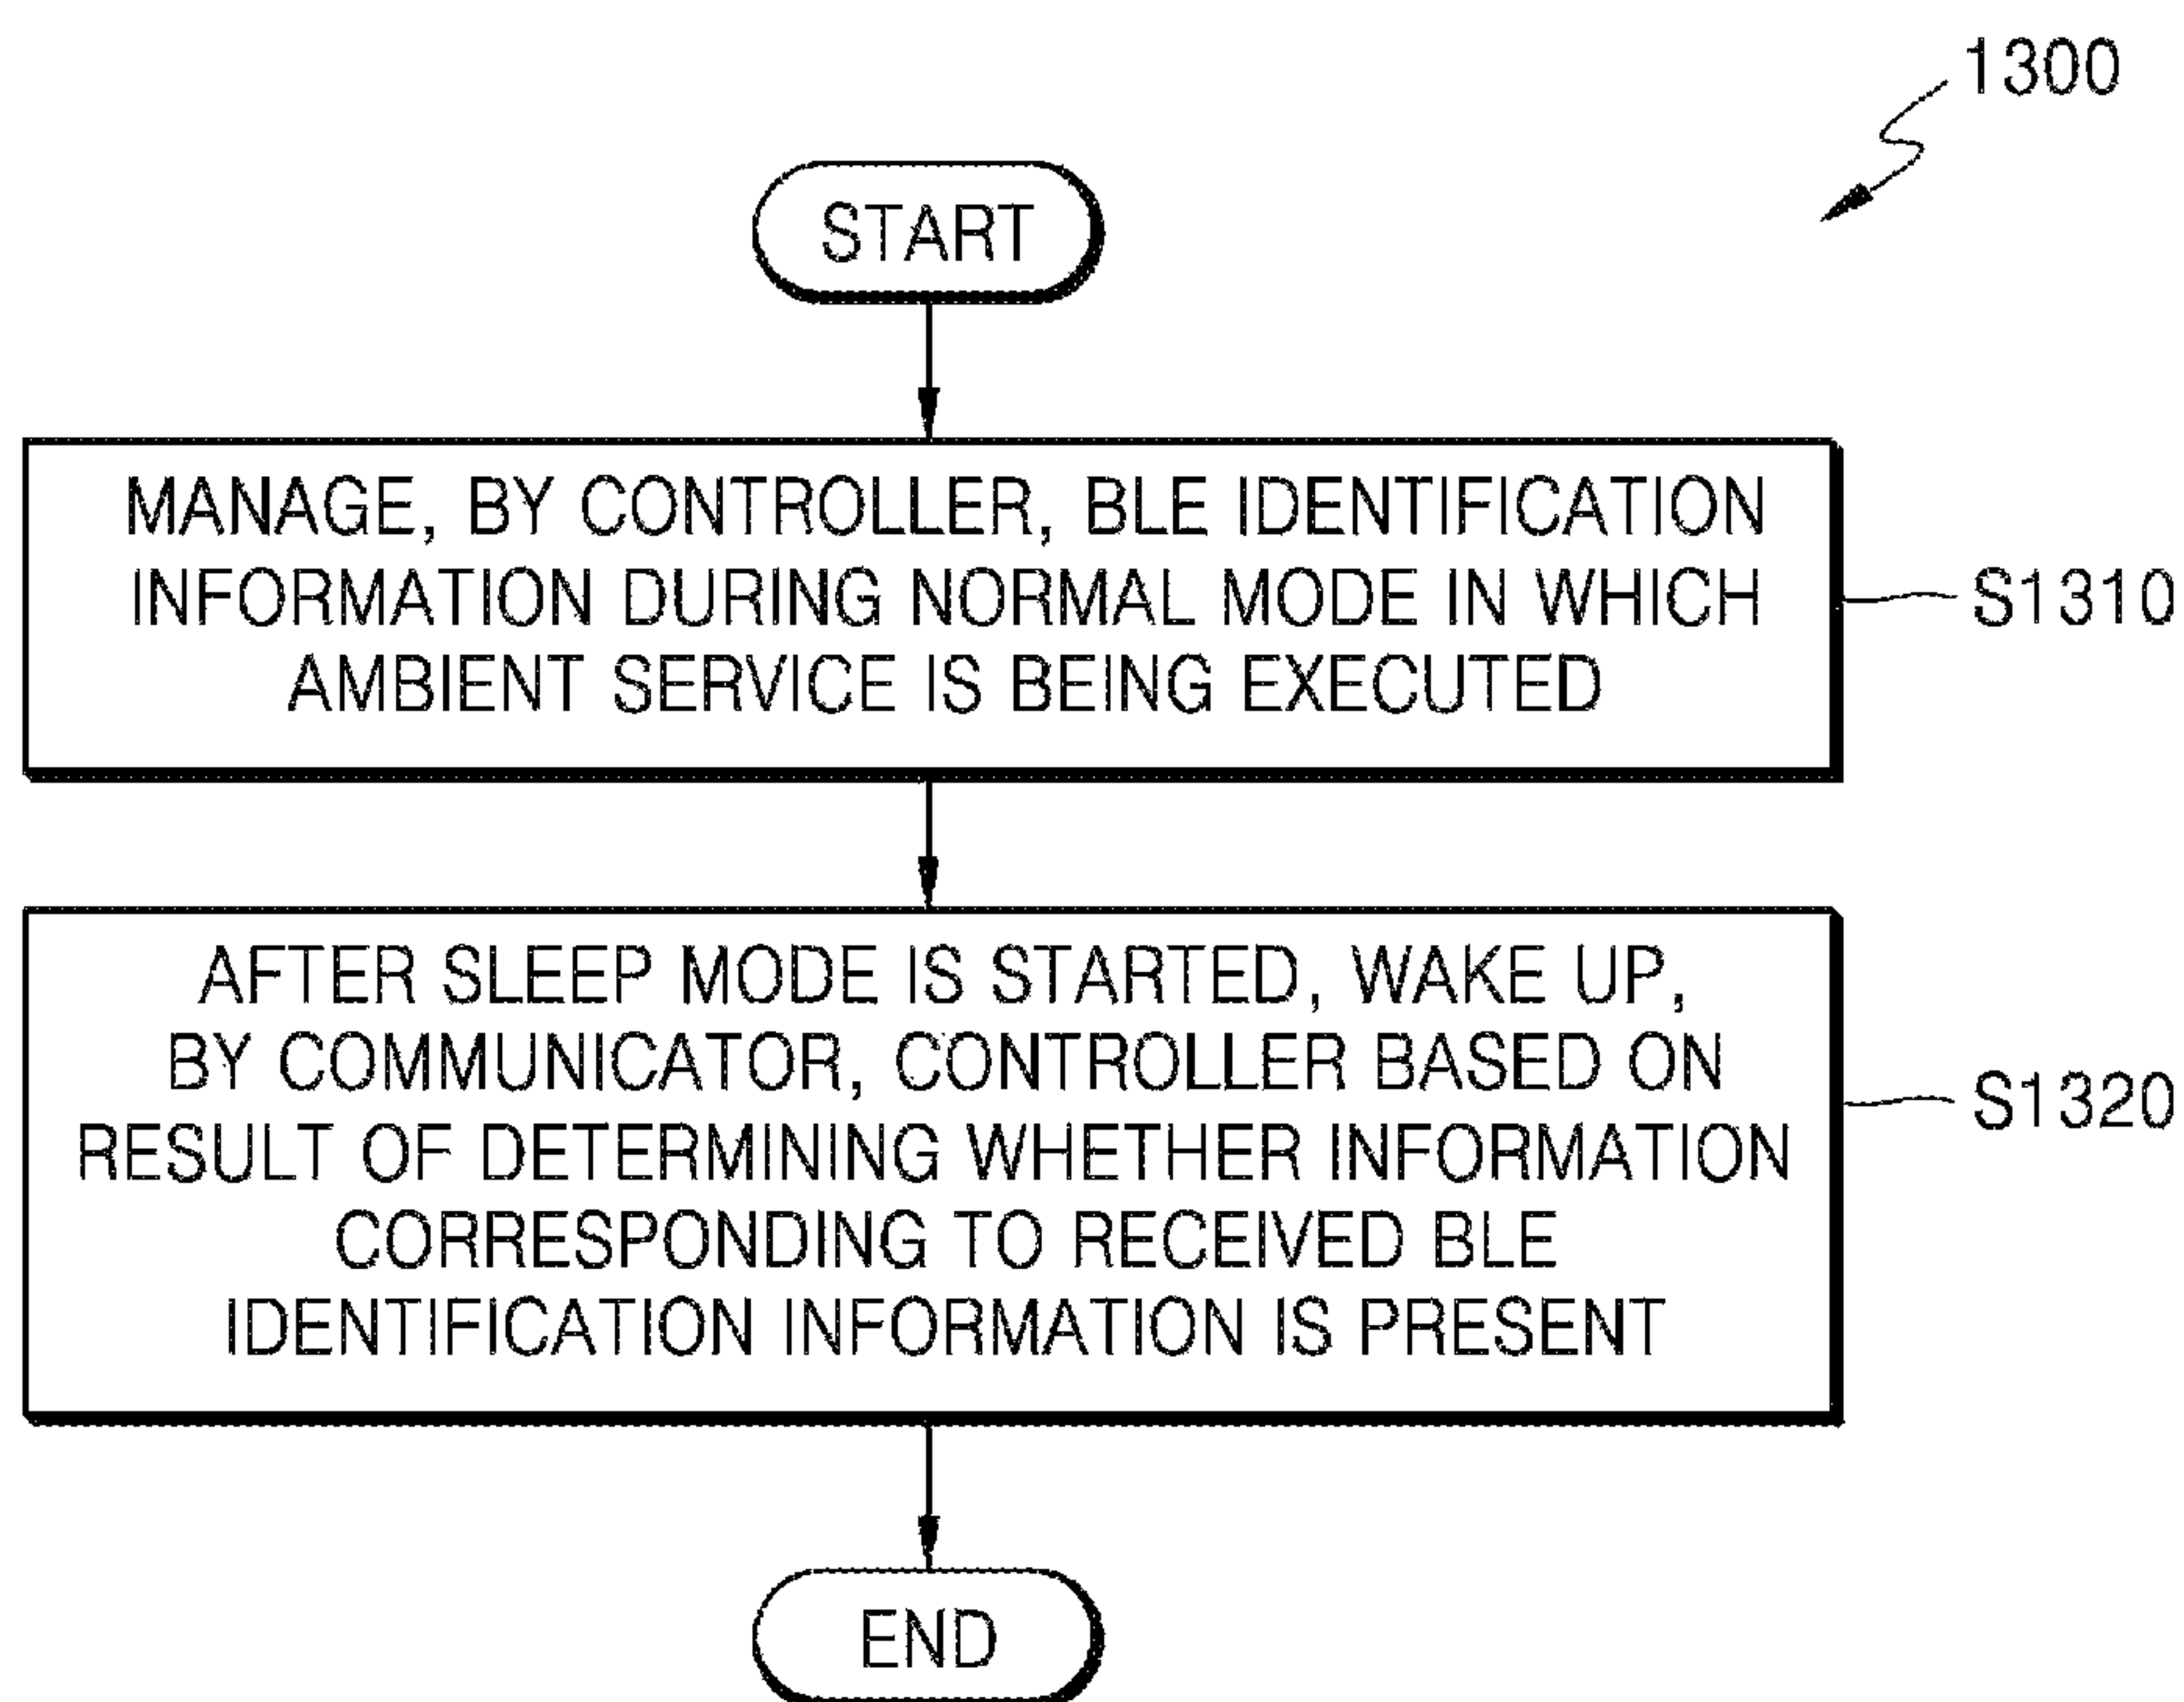 1300
START
MANAGE, BY CONTROLLER, BLE IDENTIFICATION
INFORMATION DURING NORMAL MODE IN WHICH
AMBIENT SERVICE IS BEING EXECUTED
S1310
AFTER SLEEP MODE IS STARTED, WAKE UP,
BY COMMUNICATOR, CONTROLLER BASED ON
RESULT OF DETERMINING WHETHER INFORMATION
CORRESPONDING TO RECEIVED BLE
IDENTIFICATION INFORMATION IS PRESENT
S1320
END